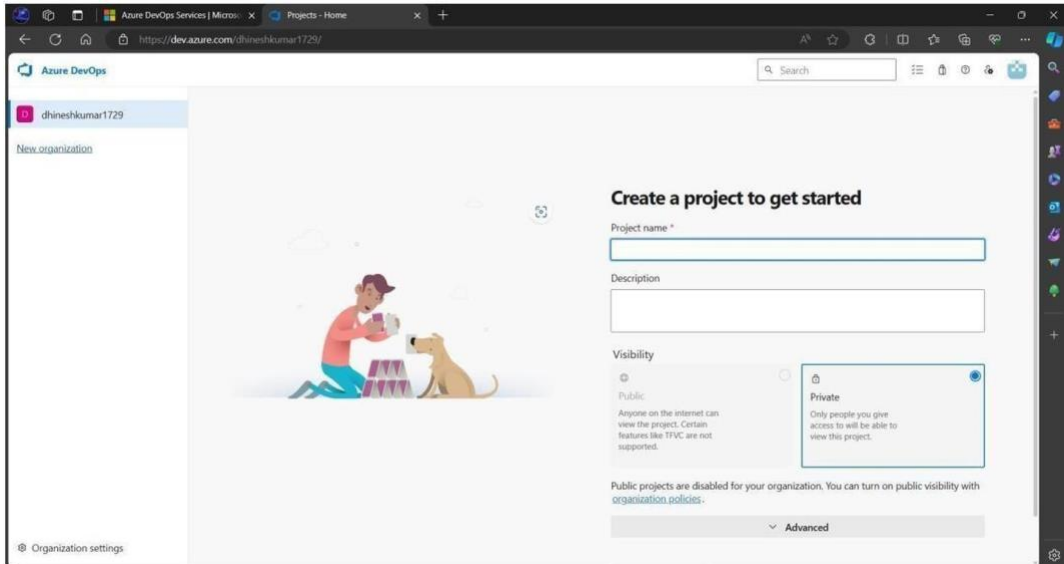 Azure DevOps Services | Micros
Projects - Home
https://dev.azure.com/dhineshkumar1729/
Azure DevOps
Search
D dhineshkumar1729
New organization
Create a project to get started
Project name *
Description
Visibility
Public
Anyone on the internet can
view the project. Certain
features like TFVC are not
supported.
Private
Only people you give
access to will be able to
view this project.
Public projects are disabled for your organization. You can turn on public visibility with
organization policies.
Advanced
Organization settings